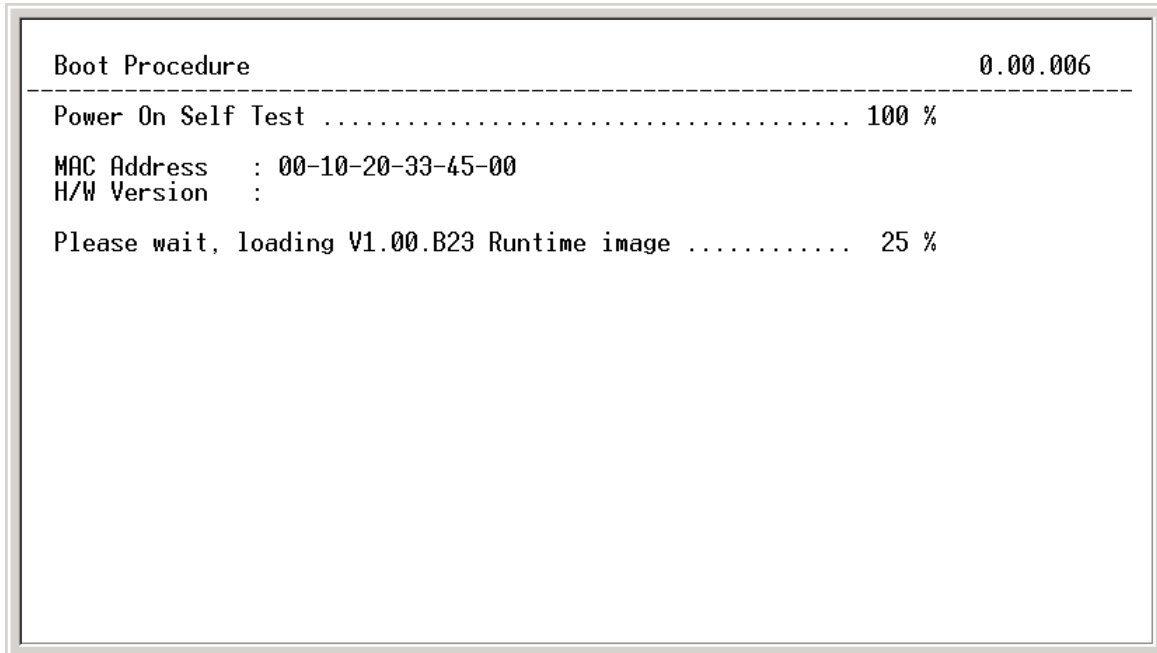 Boot Procedure 0.00.006
--------------------------------------------------------------------------------
Power On Self Test ...................................... 100 %
MAC Address : 00-10-20-33-45-00
H/W Version :
Please wait, loading V1.00.B23 Runtime image ............ 25 %